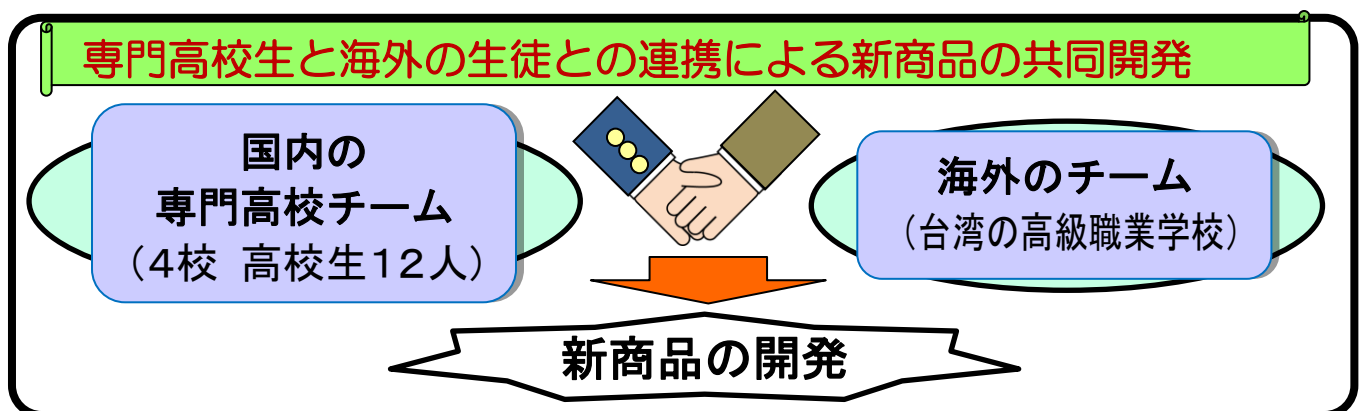 専門高校生と海外の生徒との連携による新商品の共同開発
国内の
専門高校チーム
（４校 高校生１２人）
海外のチーム
（台湾の高級職業学校）
新商品の開発